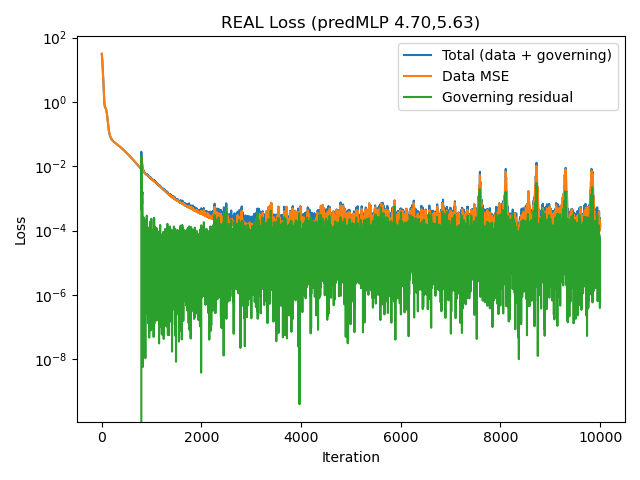 REAL Loss (predMLP 4.70,5.63)
Total (data + governing)
Data MSE
Governing residual
10²
10⁰
10⁻²
10⁻⁴
10⁻⁶
10⁻⁸
Loss
0 2000 4000 6000 8000 10000
Iteration